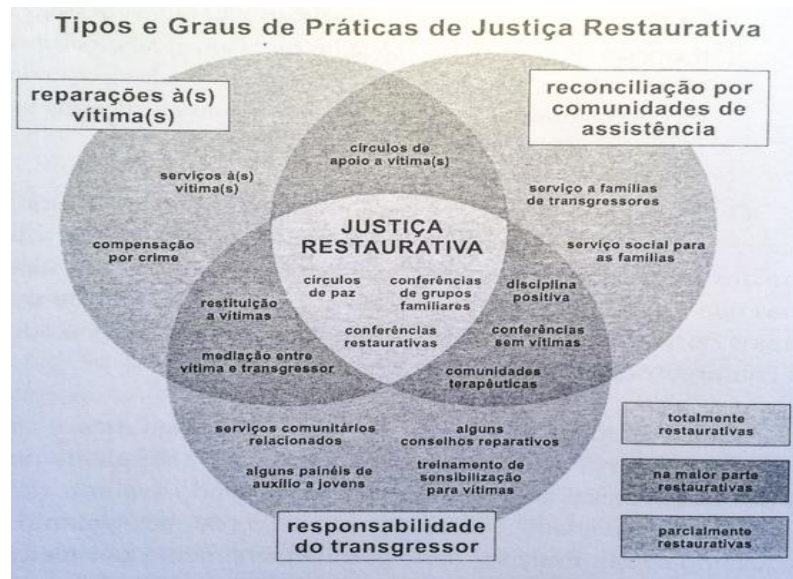 Tipos e Graus de Práticas de Justiça Restaurativa
reparações à(s)
vítima(s)
reconciliação por
comunidades de
assistência
círculos de
apoio a vítima(s)
serviços à(s)
vítima(s)
serviço a famílias
de transgressores
compensação
por crime
serviço social para
as famílias
JUSTIÇA
RESTAURATIVA
círculos
de paz
conferências
de grupos
familiares
conferências
restaurativas
restituição
a vítimas
mediação entre
vítima e transgressor
disciplina
positiva
conferências
sem vítimas
comunidades
terapêuticas
serviços comunitários
relacionados
alguns
conselhos reparativos
alguns painéis de
auxílio a jovens
treinamento de
sensibilização
para vítimas
responsabilidade
do transgressor
totalmente
restaurativas
na maior parte
restaurativas
parcialmente
restaurativas